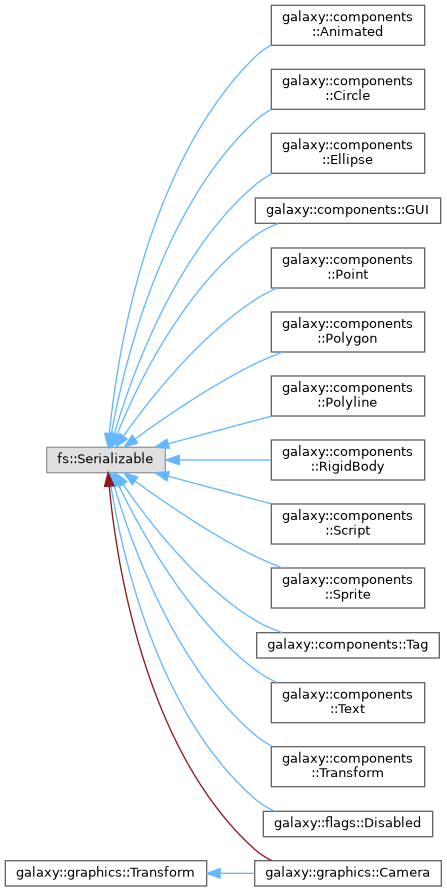 galaxy::components
::Animated
galaxy::components
::Circle
galaxy::components
::Ellipse
galaxy::components::GUI
galaxy::components
::Point
galaxy::components
::Polygon
galaxy::components
::Polyline
fs::Serializable
galaxy::components
::RigidBody
galaxy::components
::Script
galaxy::components
::Sprite
galaxy::components::Tag
galaxy::components
::Text
galaxy::components
::Transform
galaxy::flags::Disabled
galaxy::graphics::Transform
galaxy::graphics::Camera